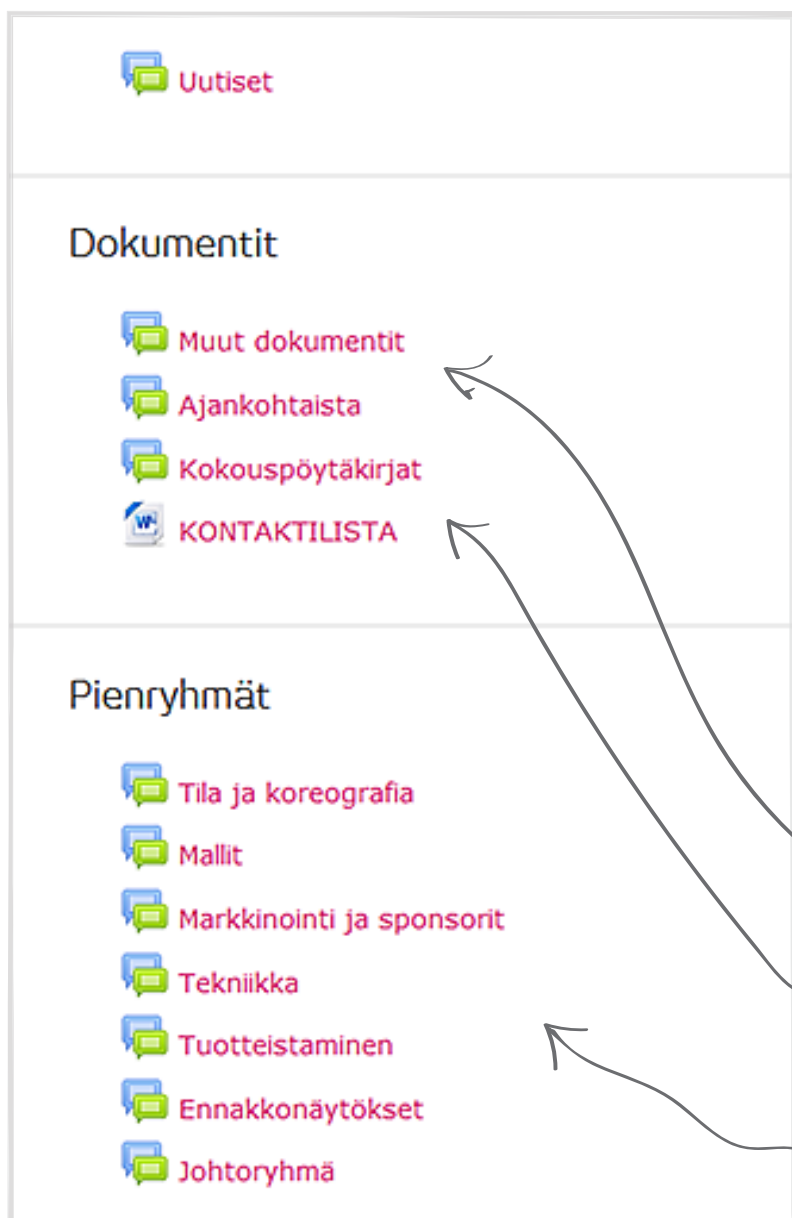 Uutiset
Dokumentit
Muut dokumentit
Ajankohtaista
Kokouspöytäkirjat
KONTAKTILISTA
Pienryhmät
Tila ja koreografia
Mallit
Markkinointi ja sponsorit
Tekniikka
Tuotteistaminen
Ennakkonäytökset
Johtoryhmä